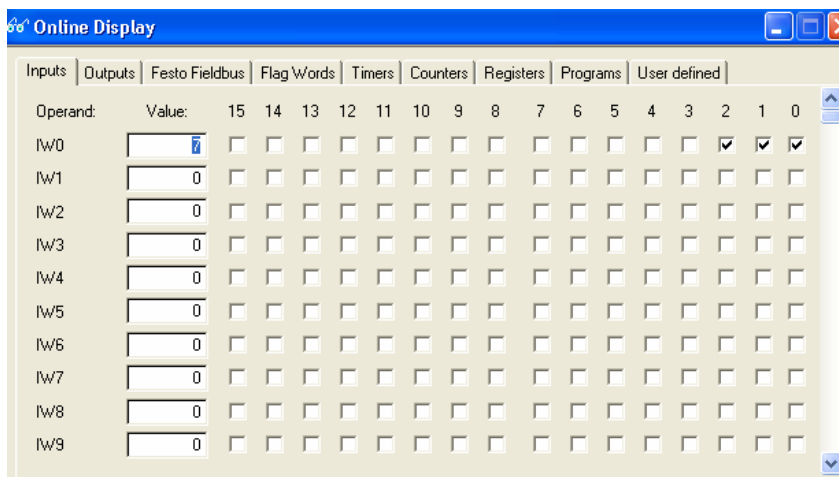 Online Display
Inputs Outputs Festo Fieldbus Flag Words Timers Counters Registers Programs User defined
Operand: Value: 15 14 13 12 11 10 9 8 7 6 5 4 3 2 1 0
IW0 7
IW1 0
IW2 0
IW3 0
IW4 0
IW5 0
IW6 0
IW7 0
IW8 0
IW9 0